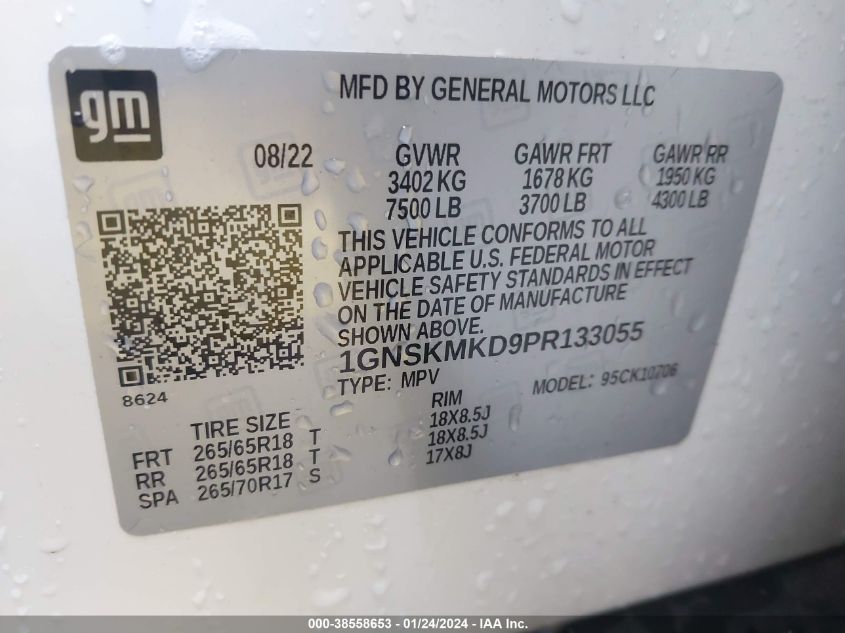 MFD BY GENERAL MOTORS LLC
gm
08/22 GVWR GAWR FRT GAWR RR
3402 KG 1678 KG 1950 KG
7500 LB 3700 LB 4300 LB
THIS VEHICLE CONFORMS TO ALL
APPLICABLE U.S. FEDERAL MOTOR
VEHICLE SAFETY STANDARDS IN EFFECT
ON THE DATE OF MANUFACTURE
SHOWN ABOVE.
1GNSKMKD9PR133055
TYPE: MPV MODEL: 95CK10706
8624
TIRE SIZE RIM
FRT 265/65R18 T 18X8.5J
RR 265/65R18 T 18X8.5J
SPA 265/70R17 S 17X8J
000-38558653 - 01/24/2024 - IAA Inc.